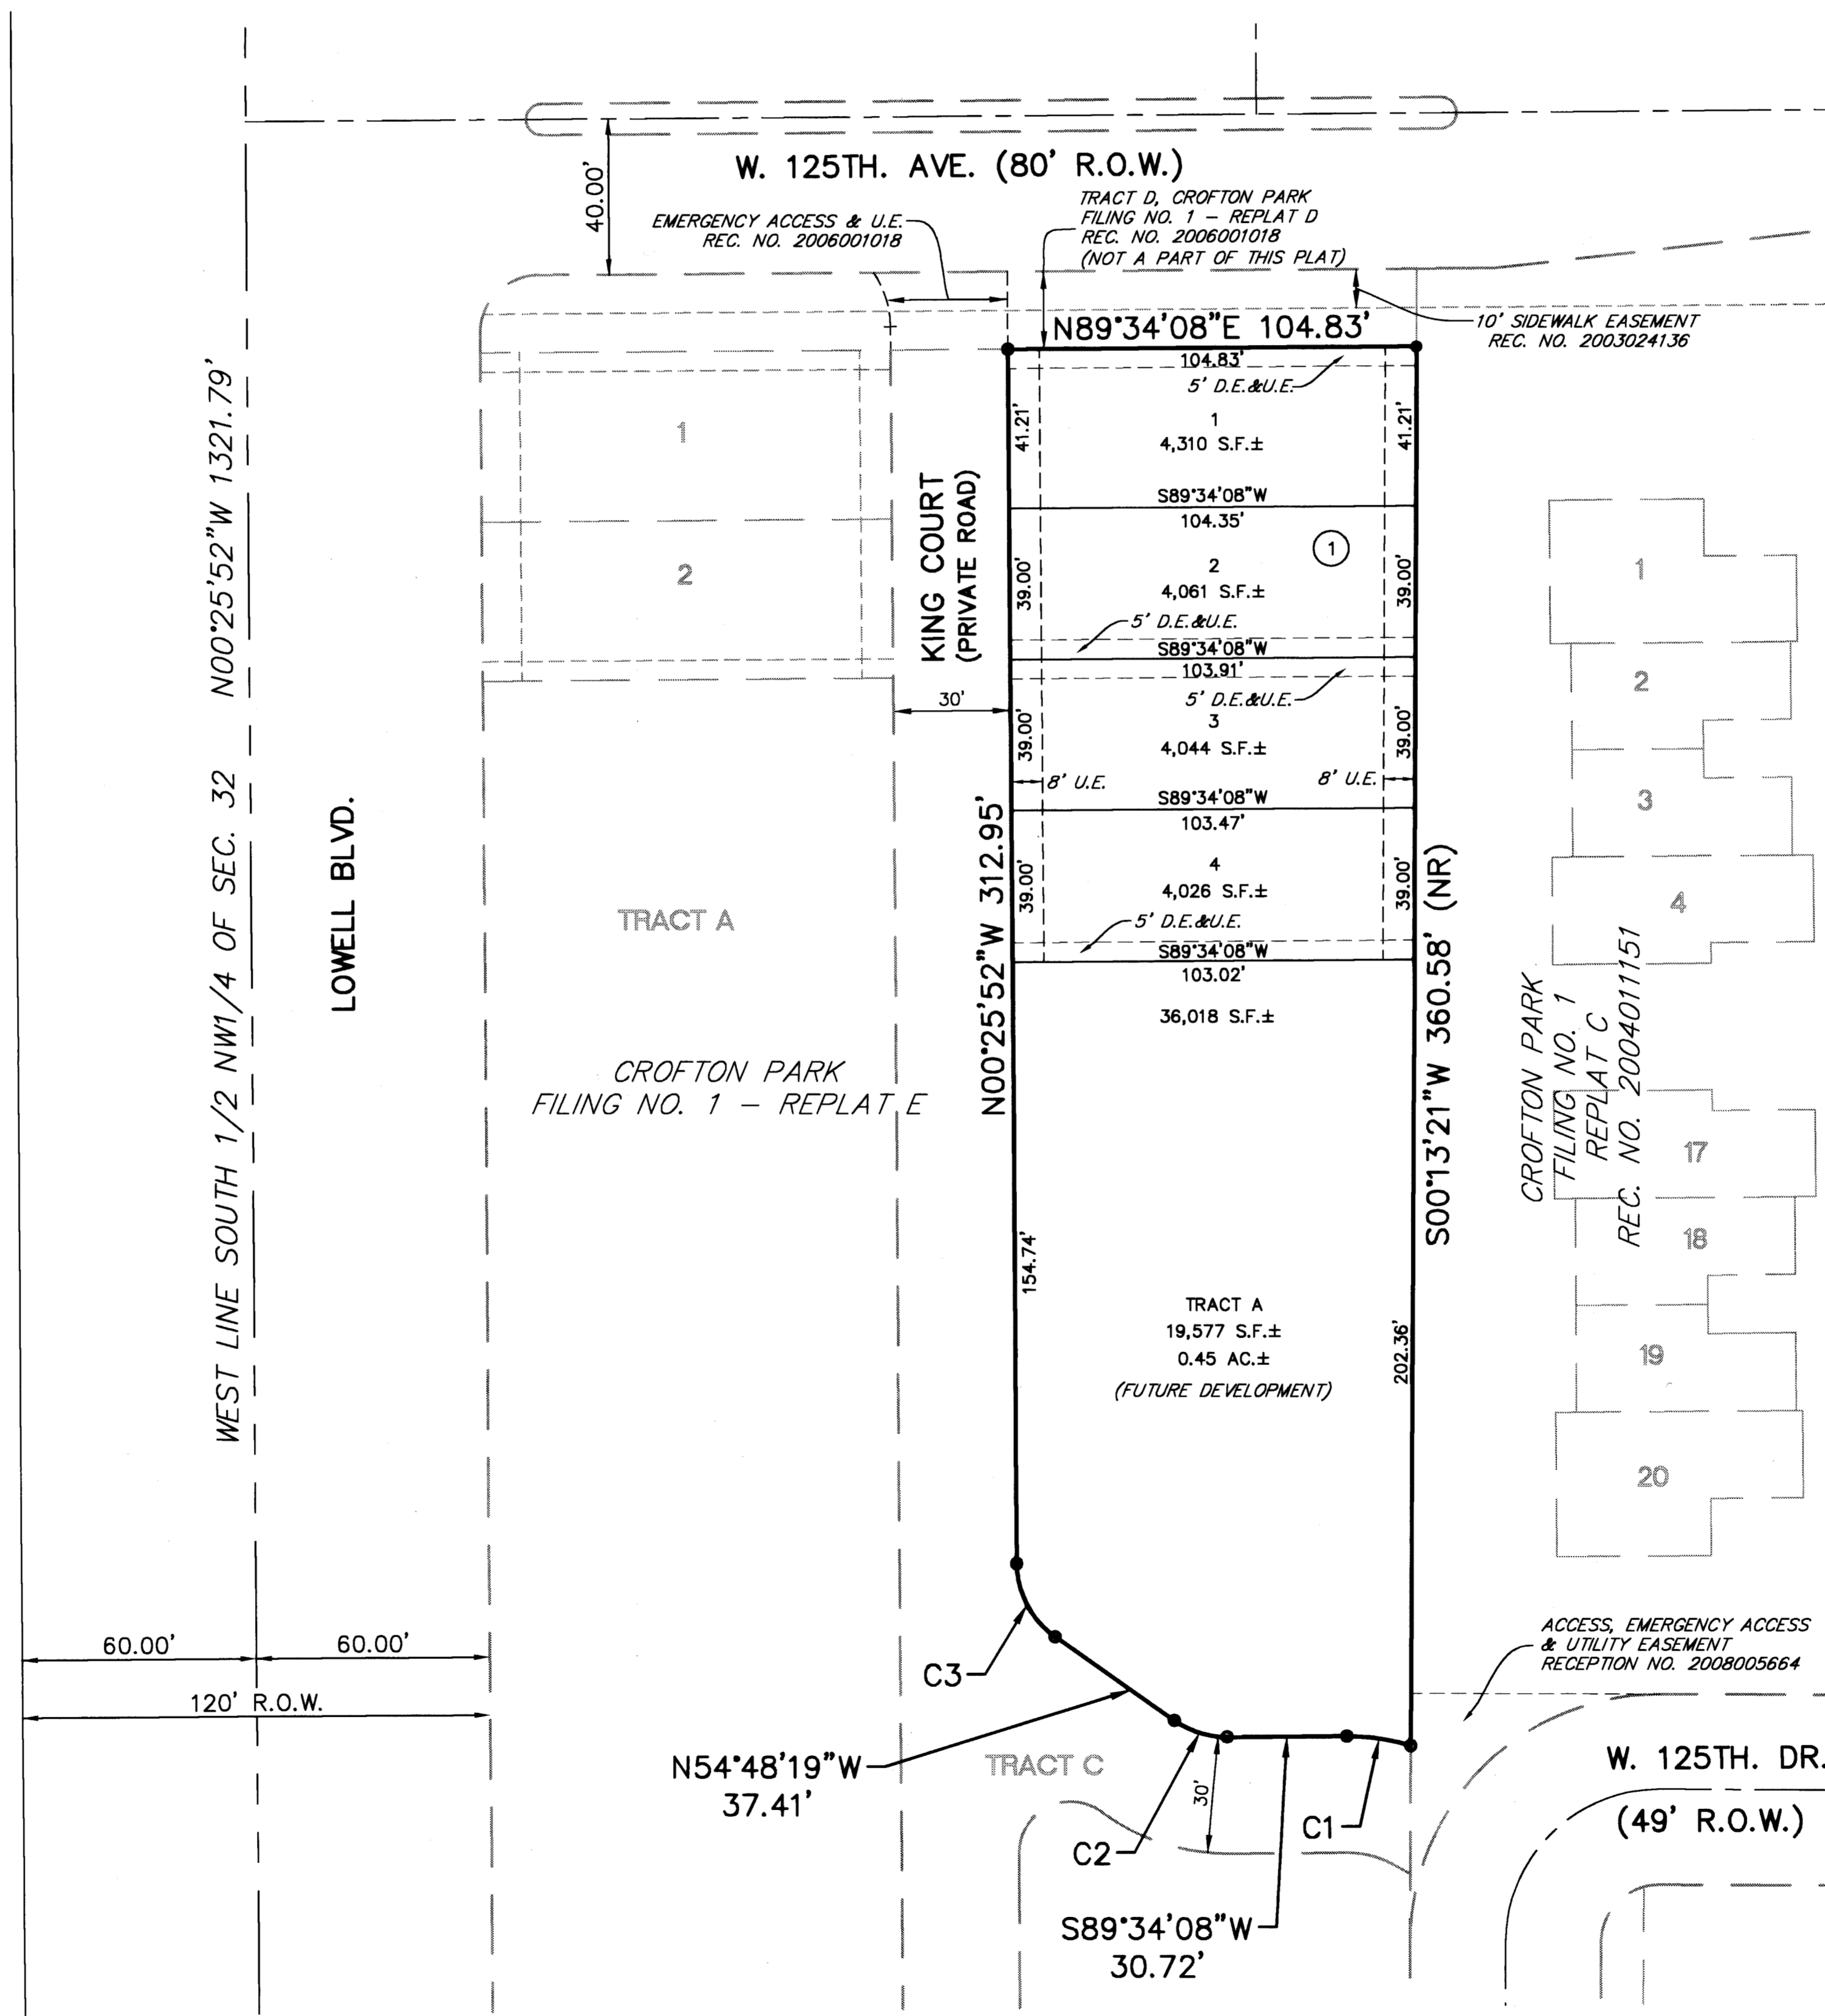 W. 125TH. AVE. (80' R.O.W.)
40.00'
EMERGENCY ACCESS & U.E.
REC. NO. 2006001018
TRACT D, CROFTON PARK
FILING NO. 1 – REPLAT D
REC. NO. 2006001018
(NOT A PART OF THIS PLAT)
10' SIDEWALK EASEMENT
REC. NO. 2003024136
N89°34'08"E 104.83'
104.83'
5' D.E.&U.E.
41.21'
1
4,310 S.F.±
41.21'
S89°34'08"W
104.35'
1
39.00'
2
4,061 S.F.±
39.00'
5' D.E.&U.E.
S89°34'08"W
103.91'
5' D.E.&U.E.
39.00'
3
4,044 S.F.±
39.00'
8' U.E.
8' U.E.
S89°34'08"W
103.47'
39.00'
4
4,026 S.F.±
39.00'
5' D.E.&U.E.
S89°34'08"W
103.02'
36,018 S.F.±
154.74'
TRACT A
19,577 S.F.±
0.45 AC.±
(FUTURE DEVELOPMENT)
202.36'
N00°25'52"W 312.95'
S00°13'21"W 360.58' (NR)
KING COURT
(PRIVATE ROAD)
30'
1
2
TRACT A
CROFTON PARK
FILING NO. 1 – REPLAT E
LOWELL BLVD.
WEST LINE SOUTH 1/2 NW1/4 OF SEC. 32 N00°25'52"W 1321.79'
1
2
3
4
CROFTON PARK
FILING NO. 1
REPLAT C
REC. NO. 2004011151
17
18
19
20
60.00'
60.00'
120' R.O.W.
C3
N54°48'19"W
37.41'
TRACT C
30'
C2
C1
S89°34'08"W
30.72'
ACCESS, EMERGENCY ACCESS
& UTILITY EASEMENT
RECEPTION NO. 2008005664
W. 125TH. DR.
(49' R.O.W.)